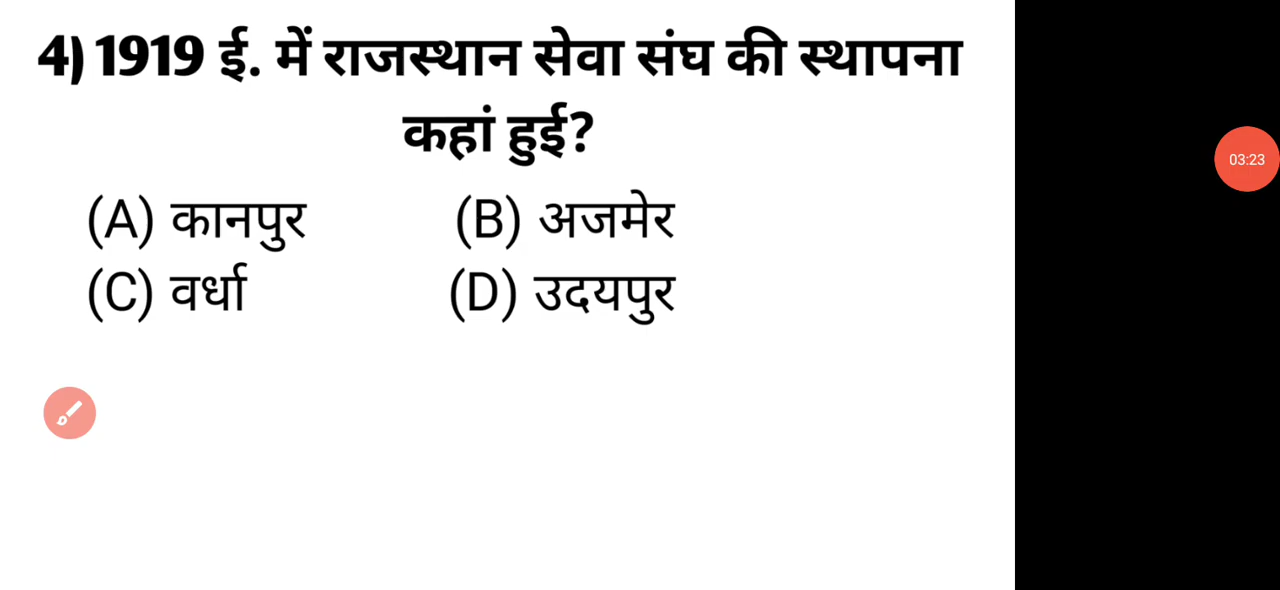 4) 1919 ई. में राजस्थान सेवा संघ की स्थापना
कहां हुई?
(A) कानपुर (B) अजमेर
(C) वर्धा (D) उदयपुर
03:23